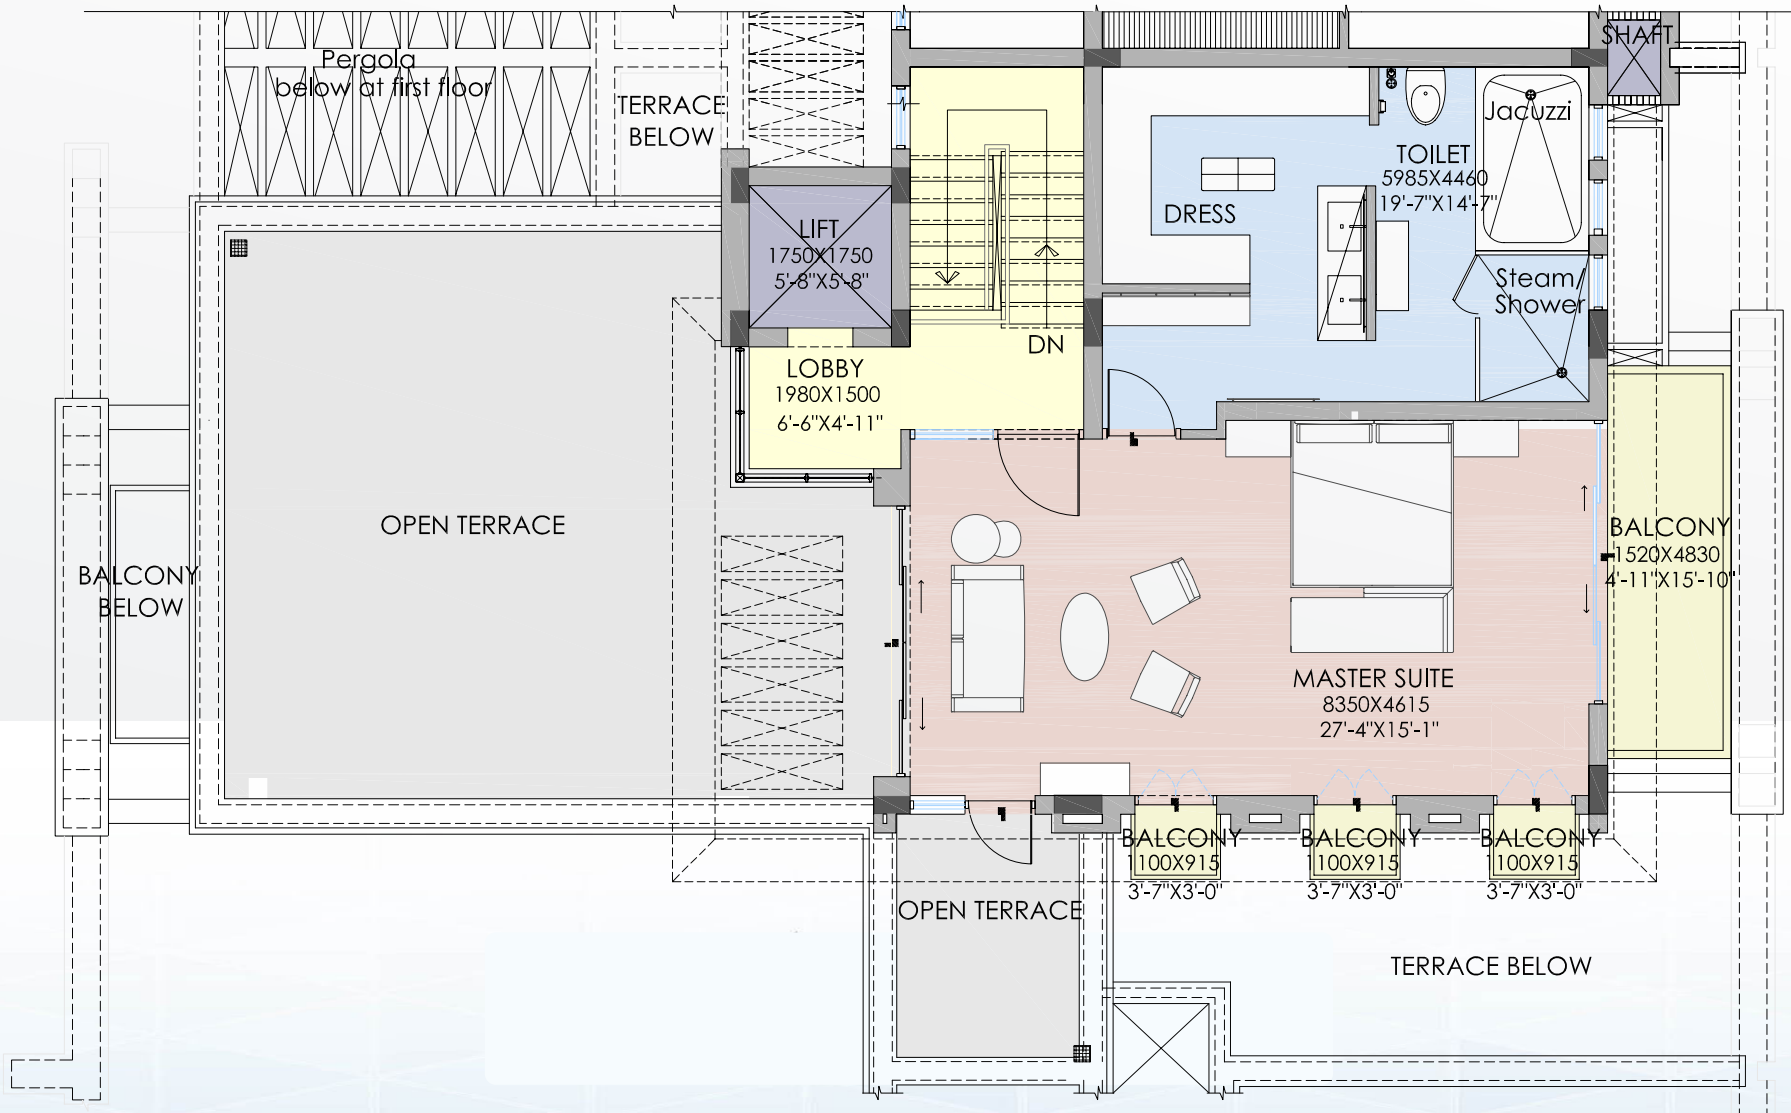 SHAFT
Pergola
below at first floor
TERRACE
BELOW
Jacuzzi
TOILET
5985X4460
19'-7"X14'-7"
DRESS
LIFT
1750X1750
5'-8"X5'-8"
Steam/
Shower
DN
LOBBY
1980X1500
6'-6"X4'-11"
OPEN TERRACE
BALCONY
1520X4830
4'-11"X15'-10"
BALCONY
BELOW
MASTER SUITE
8350X4615
27'-4"X15'-1"
BALCONY
1100X915
3'-7"X3'-0"
BALCONY
1100X915
3'-7"X3'-0"
BALCONY
1100X915
3'-7"X3'-0"
OPEN TERRACE
TERRACE BELOW